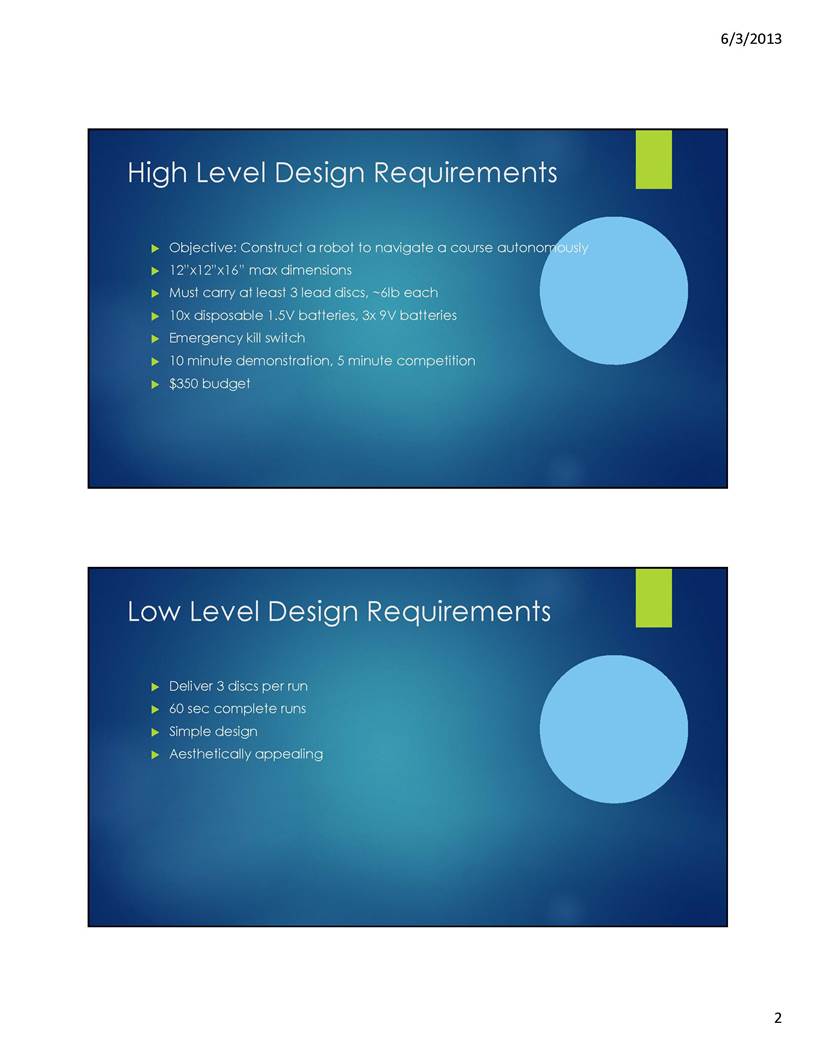 6/3/2013
High Level Design Requirements
Objective: Construct a robot to navigate a course autonomously
12”x12”x16” max dimensions
Must carry at least 3 lead discs, ~6lb each
10x disposable 1.5V batteries, 3x 9V batteries
Emergency kill switch
10 minute demonstration, 5 minute competition
$350 budget
Low Level Design Requirements
Deliver 3 discs per run
60 sec complete runs
Simple design
Aesthetically appealing
2